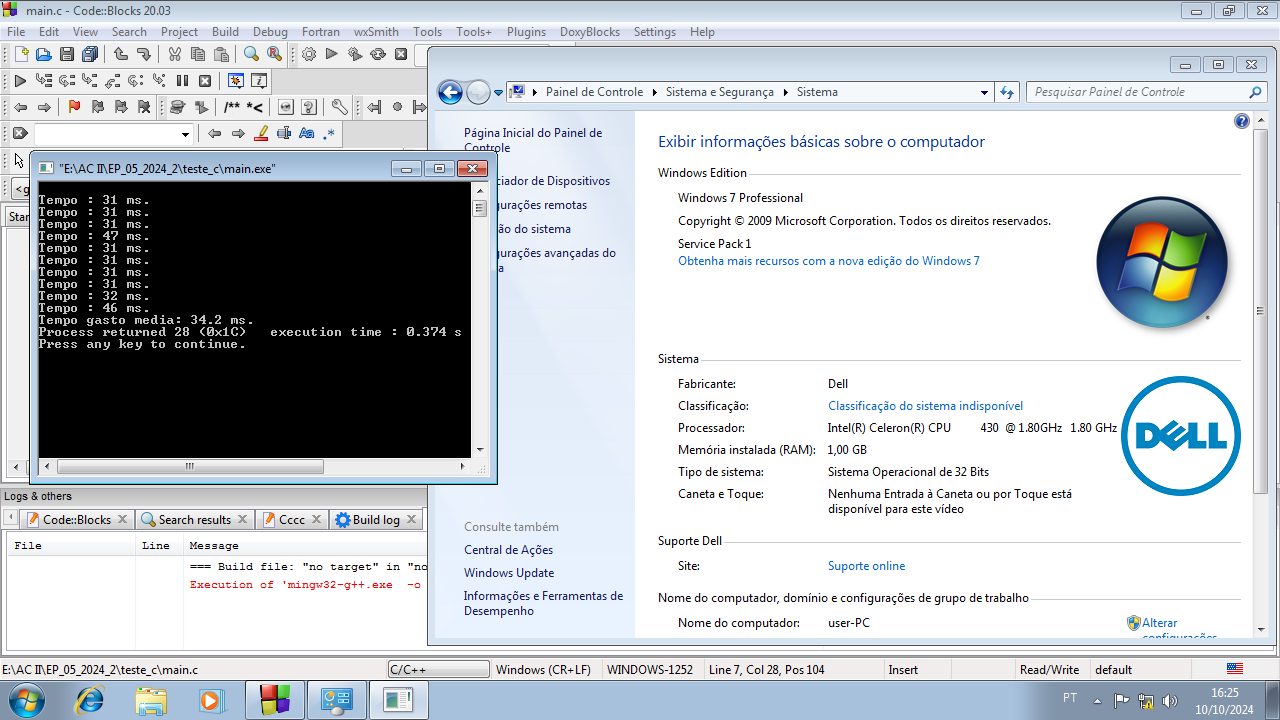 main.c - Code::Blocks 20.03
File Edit View Search Project Build Debug Fortran wxSmith Tools Tools+ Plugins DoxyBlocks Settings Help
Painel de Controle Sistema e Segurança Sistema
Pesquisar Painel de Controle
/** *<
Aa .*
Página Inicial do Painel de
Controle
ciador de Dispositivos
gurações remotas
ão do sistema
gurações avançadas do
a
Consulte também
Central de Ações
Windows Update
Informações e Ferramentas de
Desempenho
Exibir informações básicas sobre o computador
Windows Edition
Windows 7 Professional
Copyright © 2009 Microsoft Corporation. Todos os direitos reservados.
Service Pack 1
Obtenha mais recursos com a nova edição do Windows 7
Sistema
Fabricante: Dell
Classificação: Classificação do sistema indisponível
Processador: Intel(R) Celeron(R) CPU 430 @ 1.80GHz 1.80 GHz
Memória instalada (RAM): 1,00 GB
Tipo de sistema: Sistema Operacional de 32 Bits
Caneta e Toque: Nenhuma Entrada à Caneta ou por Toque está
disponível para este vídeo
DELL
Suporte Dell
Site: Suporte online
Nome do computador, domínio e configurações de grupo de trabalho
Nome do computador: user-PC
Alterar
configurações
"E:\AC II\EP_05_2024_2\teste_c\main.exe"
Tempo : 31 ms.
Tempo : 31 ms.
Tempo : 31 ms.
Tempo : 47 ms.
Tempo : 31 ms.
Tempo : 31 ms.
Tempo : 31 ms.
Tempo : 31 ms.
Tempo : 32 ms.
Tempo : 46 ms.
Tempo gasto media: 34.2 ms.
Process returned 28 (0x1C) execution time : 0.374 s
Press any key to continue.
<g
Star
Logs & others
Code::Blocks Search results Cccc Build log
File Line Message
=== Build file: "no target" in "no
Execution of 'mingw32-g++.exe -o
E:\AC II\EP_05_2024_2\teste_c\main.c C/C++ Windows (CR+LF) WINDOWS-1252 Line 7, Col 28, Pos 104 Insert Read/Write default
PT
16:25
10/10/2024